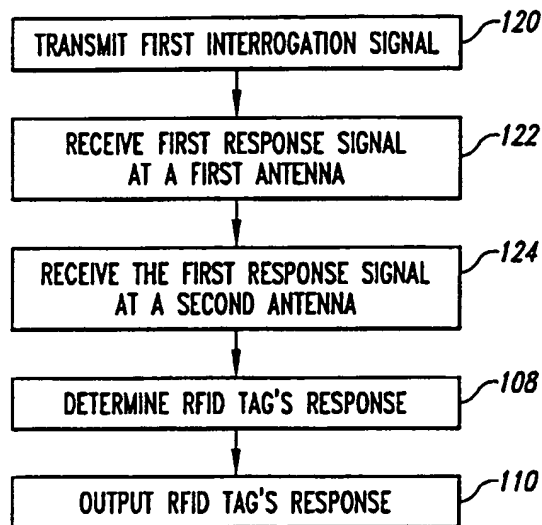 TRANSMIT FIRST INTERROGATION SIGNAL
120
RECEIVE FIRST RESPONSE SIGNAL
AT A FIRST ANTENNA
122
RECEIVE THE FIRST RESPONSE SIGNAL
AT A SECOND ANTENNA
124
DETERMINE RFID TAG'S RESPONSE
108
OUTPUT RFID TAG'S RESPONSE
110